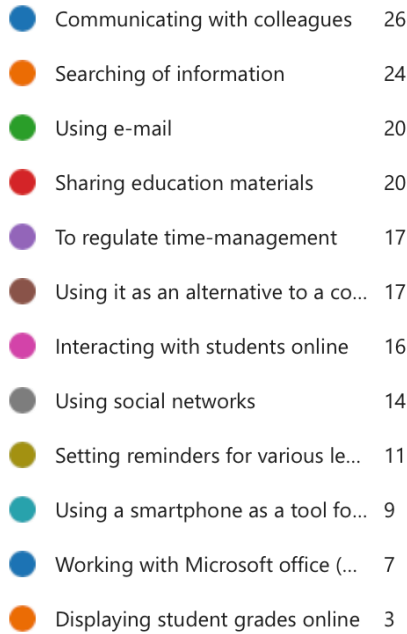 Communicating with colleagues 26
Searching of information 24
Using e-mail 20
Sharing education materials 20
To regulate time-management 17
Using it as an alternative to a co... 17
Interacting with students online 16
Using social networks 14
Setting reminders for various le... 11
Using a smartphone as a tool fo... 9
Working with Microsoft office (... 7
Displaying student grades online 3